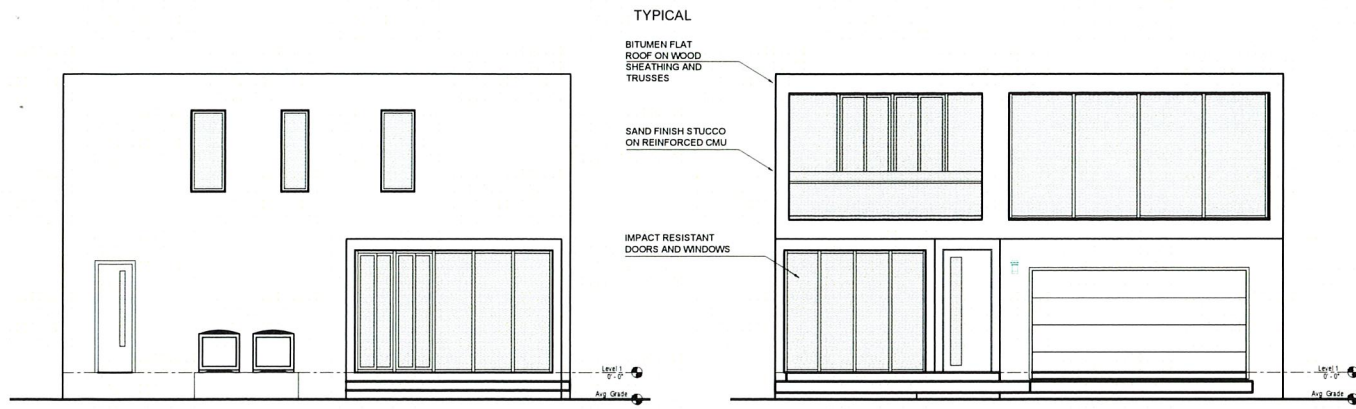 TYPICAL
BITUMEN FLAT
ROOF ON WOOD
SHEATHING AND
TRUSSES
SAND FINISH STUCCO
ON REINFORCED CMU
IMPACT RESISTANT
DOORS AND WINDOWS
Level 1
0' - 0"
Avg Grade
Level 1
0' - 0"
Avg Grade